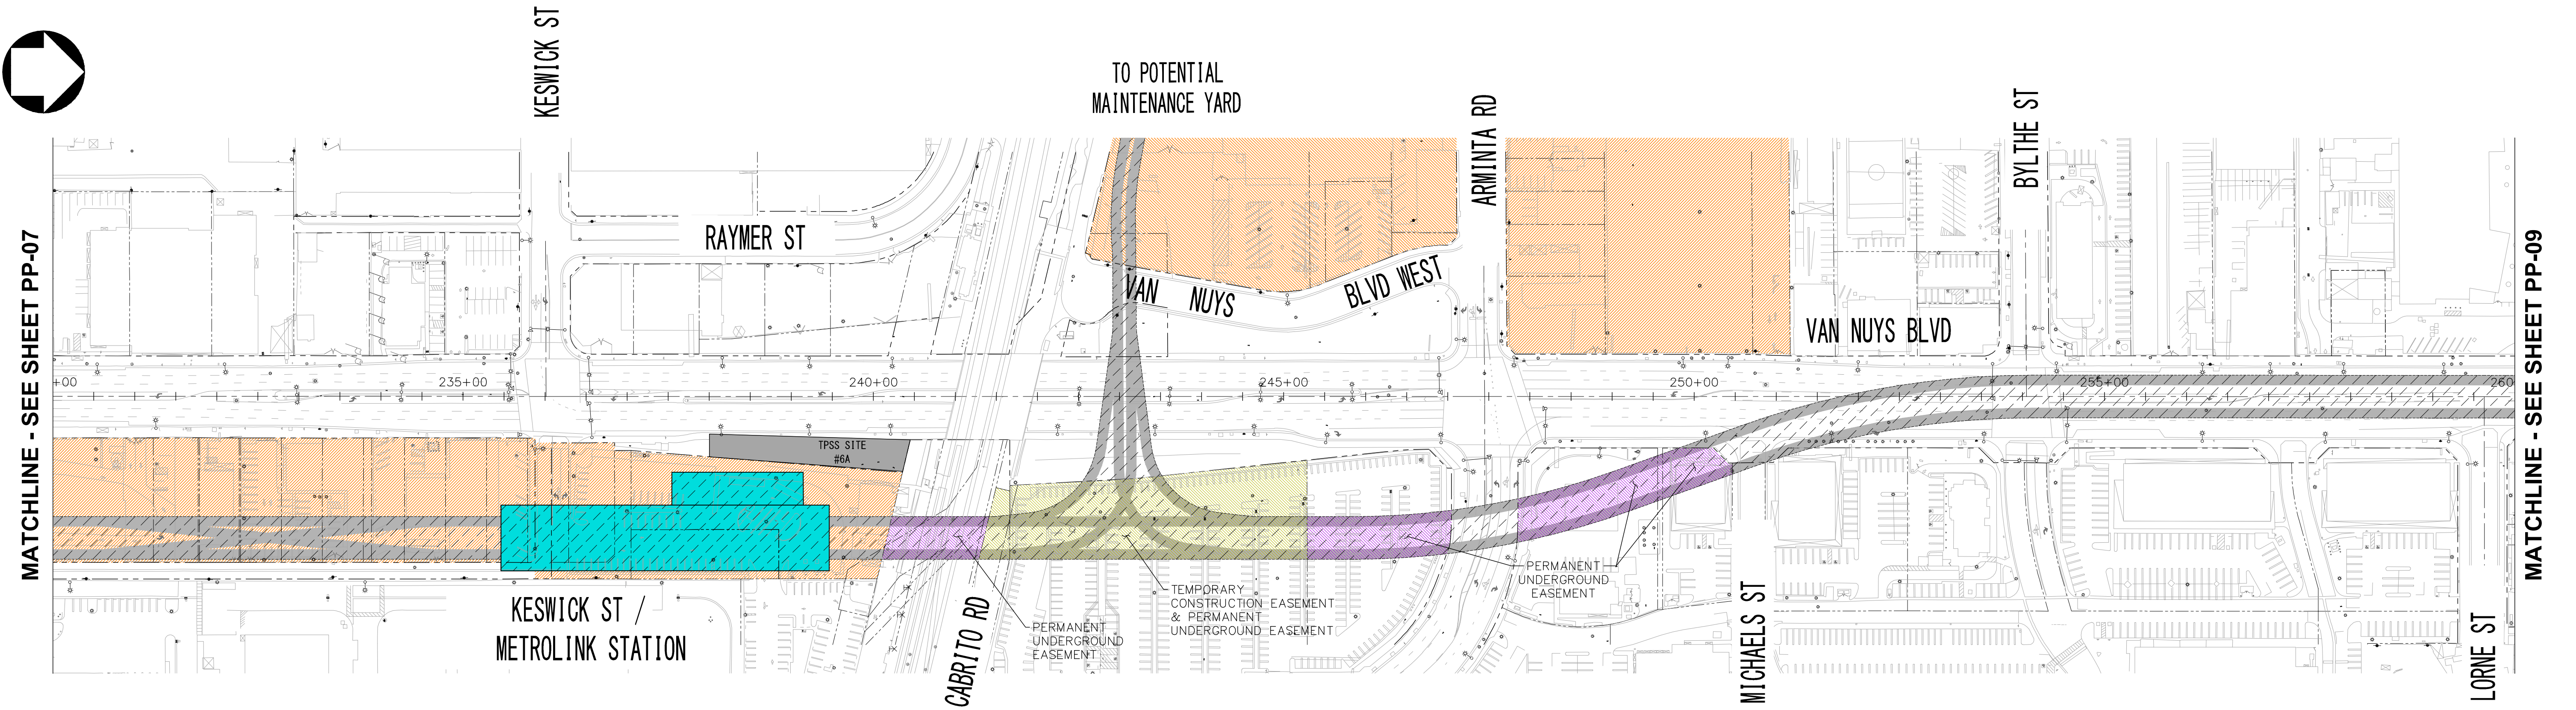 KESWICK ST
TO POTENTIAL
MAINTENANCE YARD
ARMINTA RD
BYLTHE ST
MATCHLINE - SEE SHEET PP-07
RAYMER ST
VAN NUYS
BLVD WEST
VAN NUYS BLVD
MATCHLINE - SEE SHEET PP-09
+00
235+00
240+00
245+00
250+00
255+00
260
TPSS SITE
#6A
KESWICK ST /
METROLINK STATION
CABRITO RD
PERMANENT
UNDERGROUND
EASEMENT
TEMPORARY
CONSTRUCTION EASEMENT
& PERMANENT
UNDERGROUND EASEMENT
PERMANENT
UNDERGROUND
EASEMENT
MICHAELS ST
LORNE ST